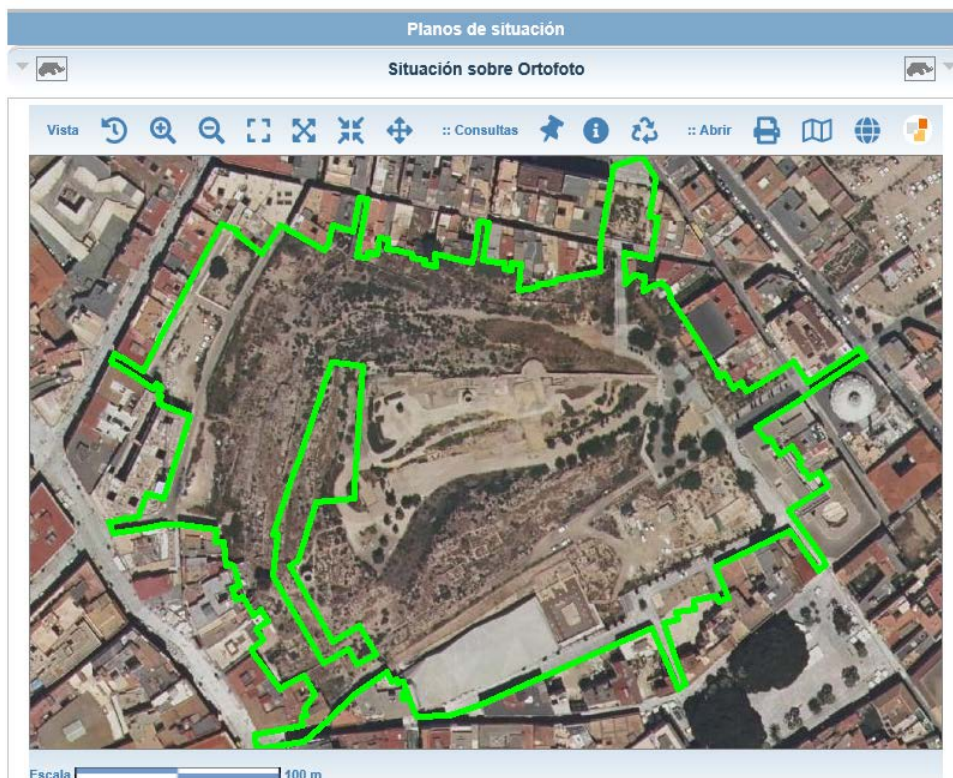 Planos de situación
Situación sobre Ortofoto
Vista :: Consultas :: Abrir
Escala 100 m